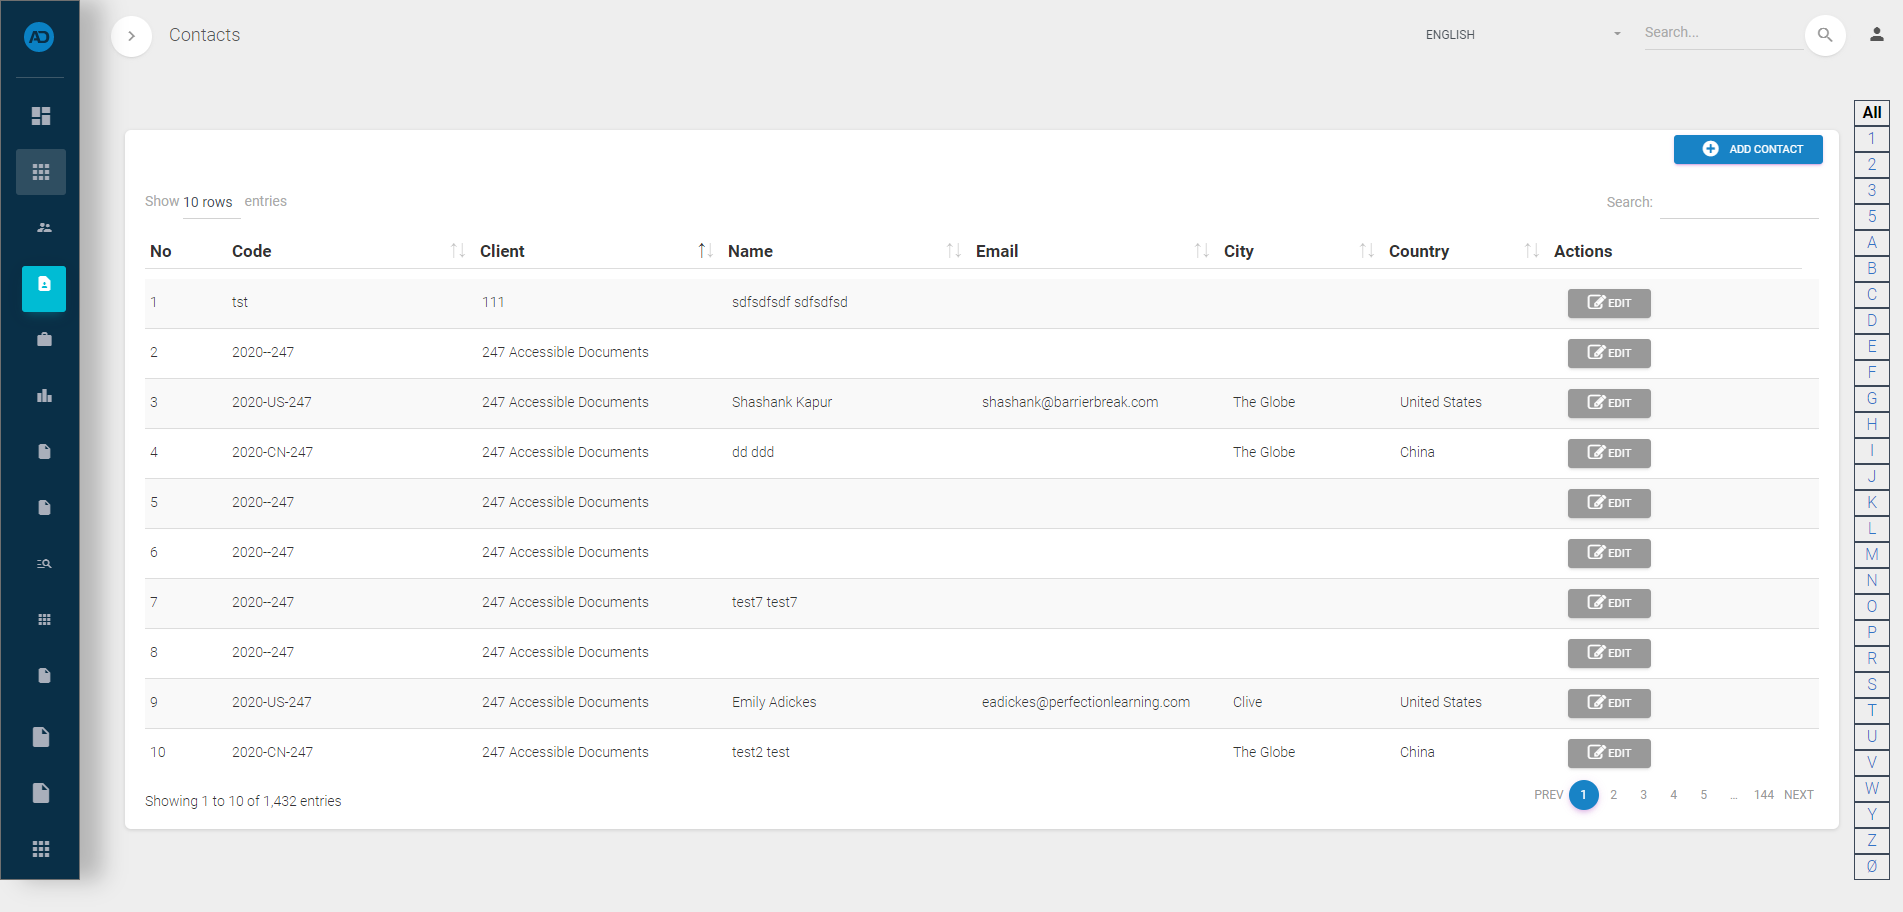 AD
Contacts
ENGLISH
Search...
ADD CONTACT
Show 10 rows entries
Search:
No Code Client Name Email City Country Actions
1 tst 111 sdfsdfsdf sdfsdfsd EDIT
2 2020--247 247 Accessible Documents EDIT
3 2020-US-247 247 Accessible Documents Shashank Kapur shashank@barrierbreak.com The Globe United States EDIT
4 2020-CN-247 247 Accessible Documents dd ddd The Globe China EDIT
5 2020--247 247 Accessible Documents EDIT
6 2020--247 247 Accessible Documents EDIT
7 2020--247 247 Accessible Documents test7 test7 EDIT
8 2020--247 247 Accessible Documents EDIT
9 2020-US-247 247 Accessible Documents Emily Adickes eadickes@perfectionlearning.com Clive United States EDIT
10 2020-CN-247 247 Accessible Documents test2 test The Globe China EDIT
Showing 1 to 10 of 1,432 entries
PREV 1 2 3 4 5 ... 144 NEXT
All
1
2
3
5
A
B
C
D
E
F
G
H
I
J
K
L
M
N
O
P
R
S
T
U
V
W
Y
Z
Ø